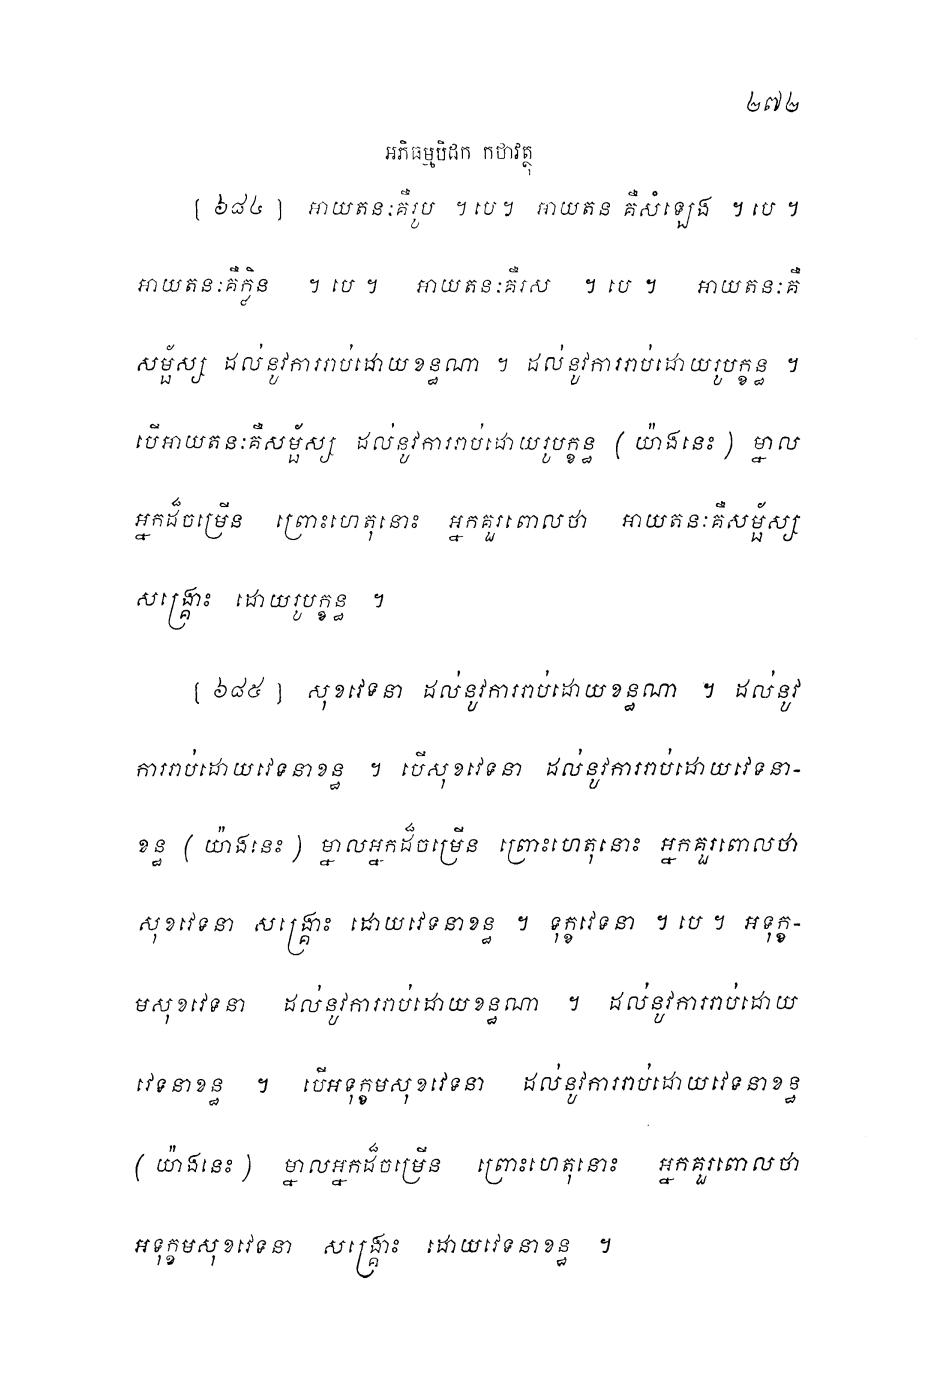 ២៧២
អភិធម្មបិដក កថាវត្ថុ
[ ៦៨៤ ] អាយតនៈគឺរូប ។ បេ ។ អាយតន គឺសំឡេង ។ បេ ។
អាយតនៈគឺក្លិន ។ បេ ។ អាយតនៈគឺរស ។ បេ ។ អាយតនៈគឺ
សម្ផ័ស្ស ដល់នូវការរាប់ដោយខន្ធណា ។ ដល់នូវការរាប់ដោយរូបក្ខន្ធ ។
បើអាយតនៈគឺសម្ផ័ស្ស ដល់នូវការរាប់ដោយរូបក្ខន្ធ ( យ៉ាងនេះ ) ម្នាល
អ្នកដ៏ចម្រើន ព្រោះហេតុនោះ អ្នកគួរពោលថា អាយតនៈគឺសម្ផ័ស្ស
សង្គ្រោះ ដោយរូបក្ខន្ធ ។
[ ៦៨៥ ] សុខវេទនា ដល់នូវការរាប់ដោយខន្ធណា ។ ដល់នូវ
ការរាប់ដោយវេទនាខន្ធ ។ បើសុខវេទនា ដល់នូវការរាប់ដោយវេទនា-
ខន្ធ ( យ៉ាងនេះ ) ម្នាលអ្នកដ៏ចម្រើន ព្រោះហេតុនោះ អ្នកគួរពោលថា
សុខវេទនា សង្គ្រោះ ដោយវេទនាខន្ធ ។ ទុក្ខវេទនា ។ បេ ។ អទុក្ខ-
មសុខវេទនា ដល់នូវការរាប់ដោយខន្ធណា ។ ដល់នូវការរាប់ដោយ
វេទនាខន្ធ ។ បើអទុក្ខមសុខវេទនា ដល់នូវការរាប់ដោយវេទនាខន្ធ
( យ៉ាងនេះ ) ម្នាលអ្នកដ៏ចម្រើន ព្រោះហេតុនោះ អ្នកគួរពោលថា
អទុក្ខមសុខវេទនា សង្គ្រោះ ដោយវេទនាខន្ធ ។